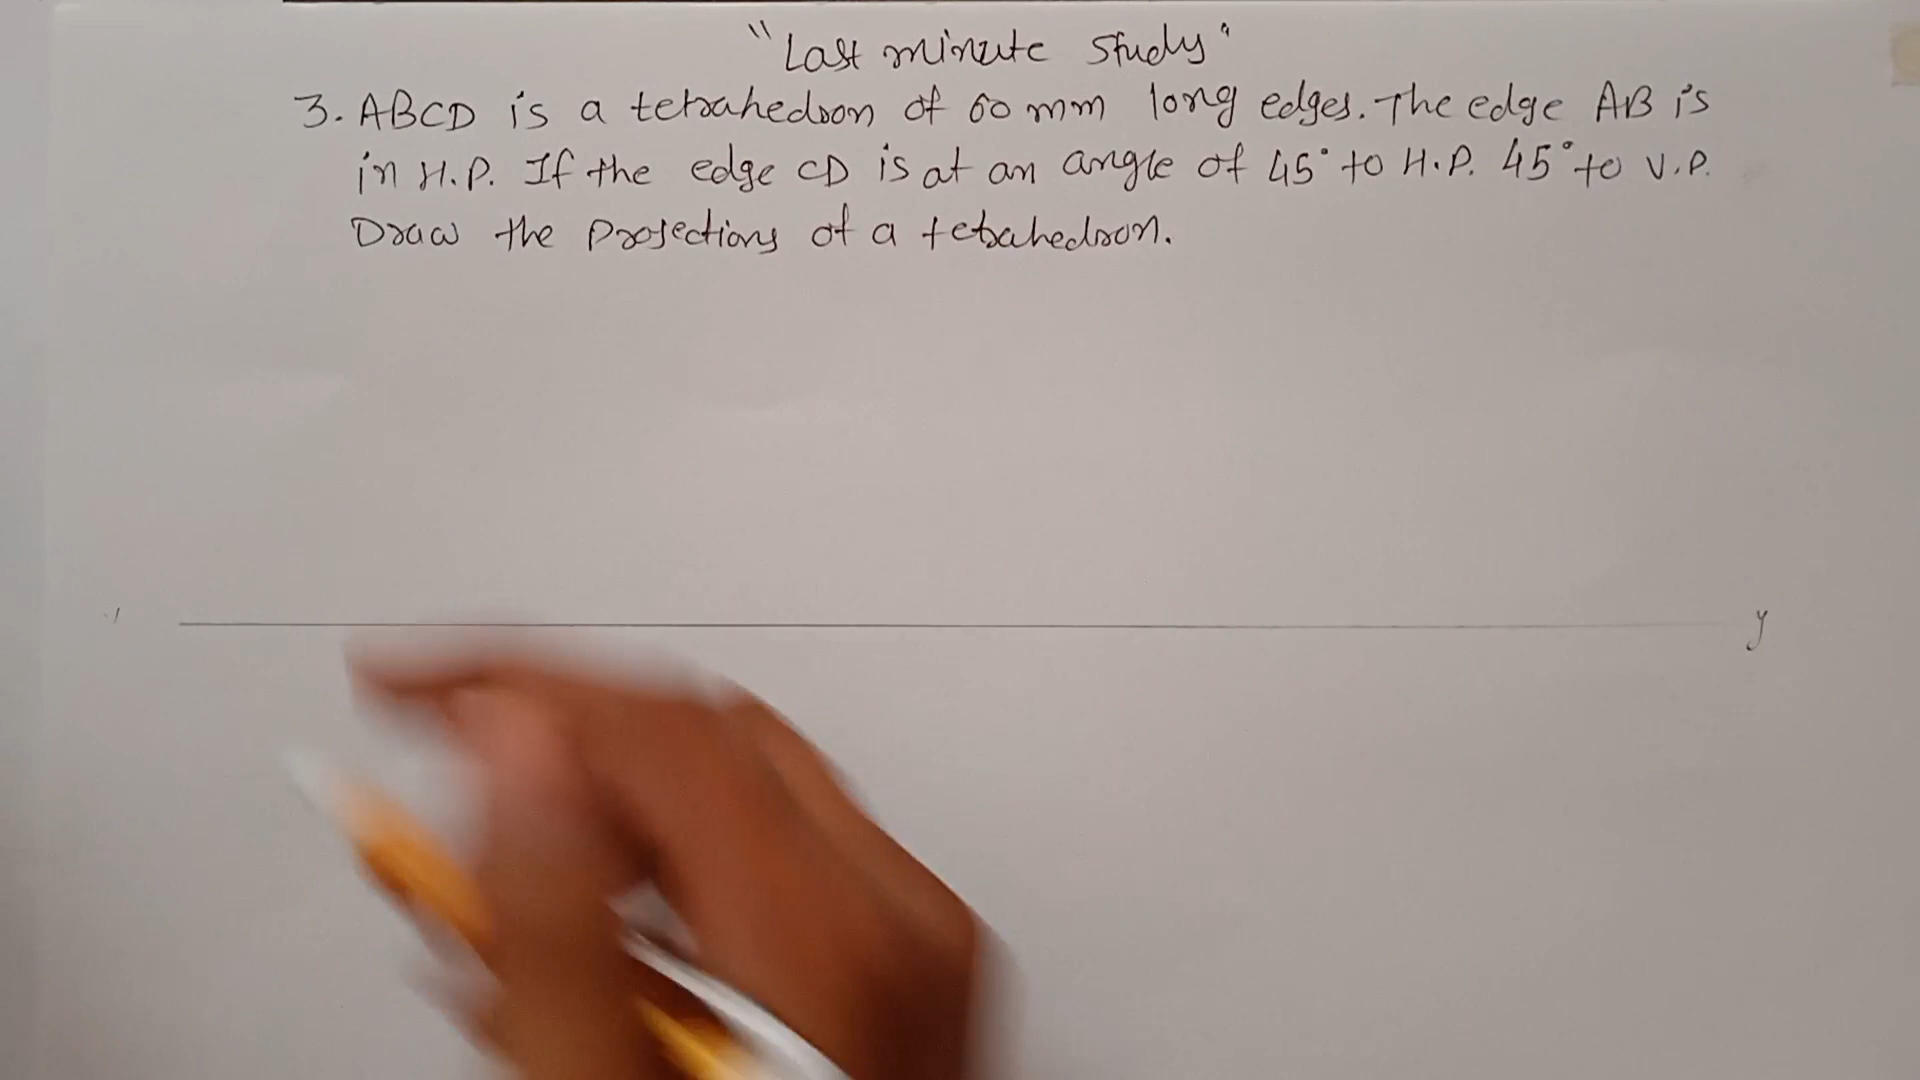 "Last minute study"
3. ABCD is a tetrahedron of 60 mm long edges. The edge AB is
in H.P. If the edge CD is at an angle of 45° to H.P. 45° to V.P.
Draw the projections of a tetrahedron.
y